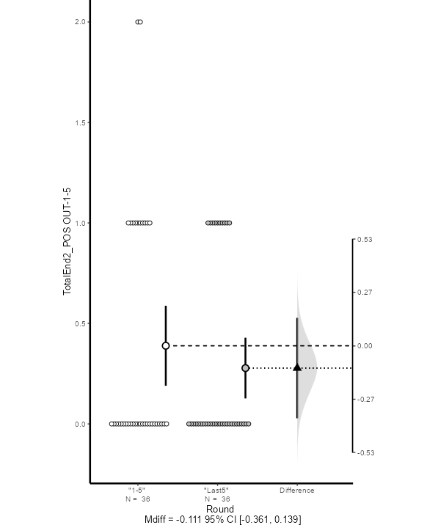 2.0
1.5
1.0
0.5
0.0
TotalEnd2_POS OUT-1-5
0.53
0.27
0.00
-0.27
-0.53
"1-5"
N = 36
"Last5"
N = 36
Difference
Round
Mdiff = -0.111 95% CI [-0.361, 0.139]